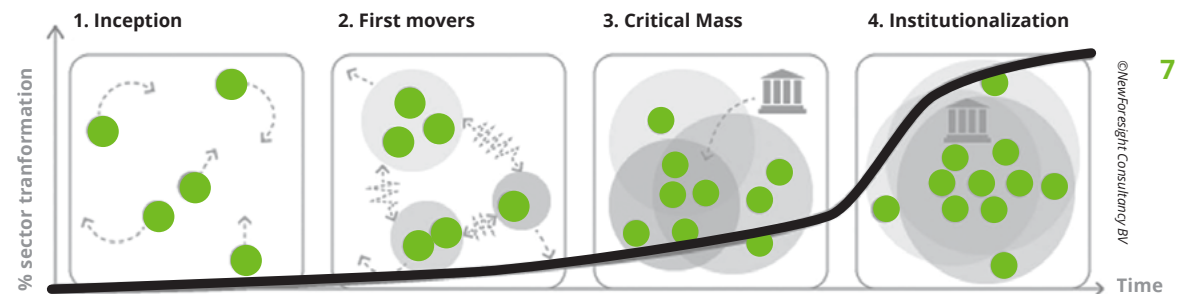 1. Inception
2. First movers
3. Critical Mass
4. Institutionalization
% sector tranformation
©NewForesight Consultancy BV
7
Time